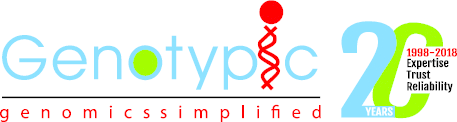 Genotypic
genomicssimplified
20
YEARS
1998-2018
Expertise
Trust
Reliability